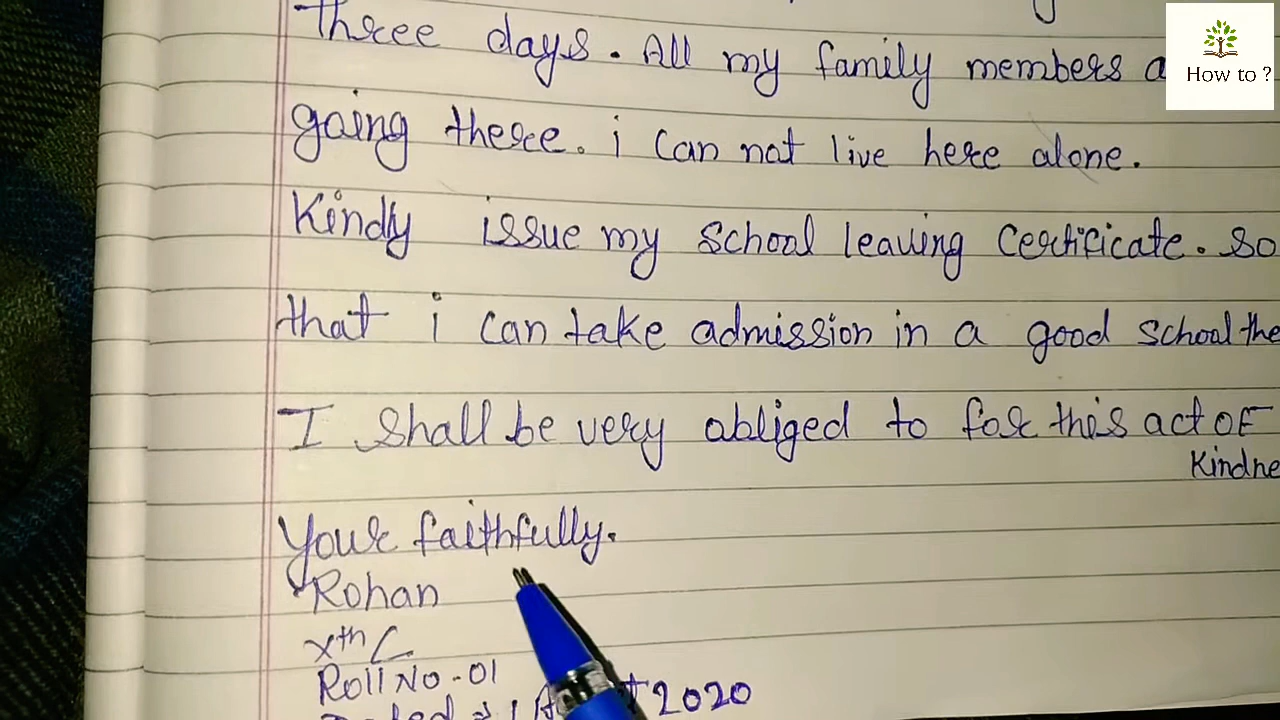 three days. All my family members a
How to ?
going there. i can not live here alone.
Kindly issue my school leaving certificate. so
that i can take admission in a good school the
I shall be very obliged to for this act of
Kindne
Your faithfully.
Rohan
Xth C
Roll No-01
2020